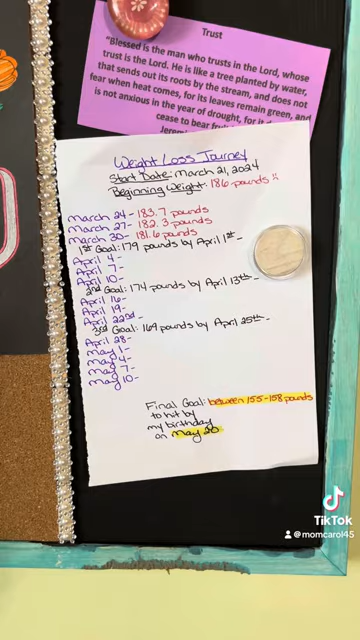 Trust
"Blessed is the man who trusts in the Lord, whose
trust is the Lord. He is like a tree planted by water,
that sends out its roots by the stream, and does not
fear when heat comes, for its leaves remain green, and
is not anxious in the year of drought, for it
cease to bear
Weight Loss Journey
Start Date: March 21, 2024
Beginning Weight: 186 pounds
March 24- 183.7 pounds
March 27- 182.3 pounds
March 30- 181.6 pounds
1st Goal: 179 pounds by April 1st-
April 4-
April 7-
April 10-
2nd Goal: 174 pounds by April 13th-
April 16-
April 19-
April 22nd-
3rd Goal: 169 pounds by April 25th-
April 28-
May 1-
May 4-
May 7-
May 10-
Final Goal: between 155-158 pounds
to hit by
my birthday
on May 20
TikTok
@momcarol45